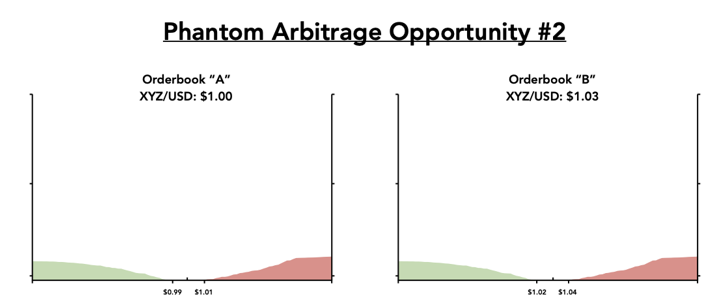 Phantom Arbitrage Opportunity #2
Orderbook “A”
XYZ/USD: $1.00
$0.99 $1.01
Orderbook “B”
XYZ/USD: $1.03
$1.02 $1.04